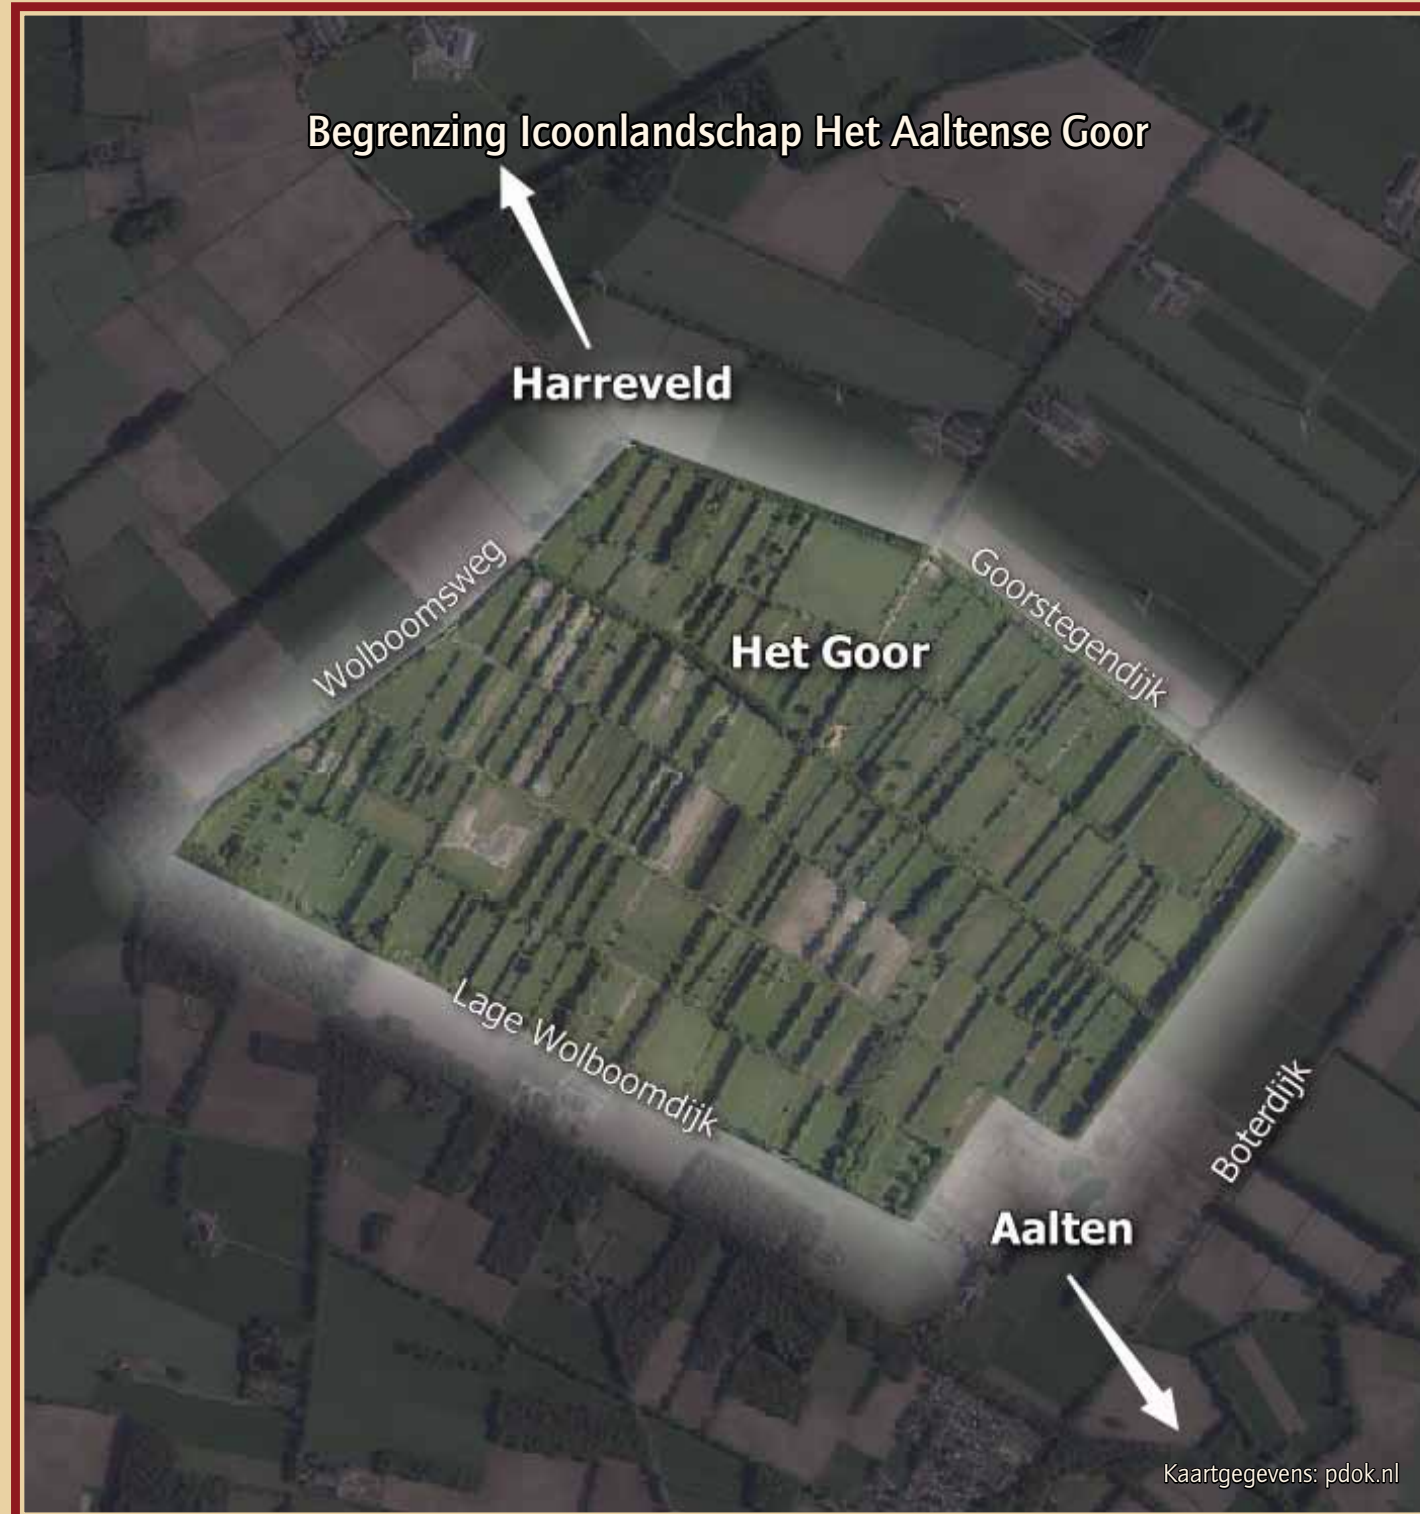 Begrenzing Icoonlandschap Het Aaltense Goor
Harreveld
Wolboomsweg
Goorstegendijk
Het Goor
Lage Wolboomdijk
Boterdijk
Aalten
Kaartgegevens: pdok.nl